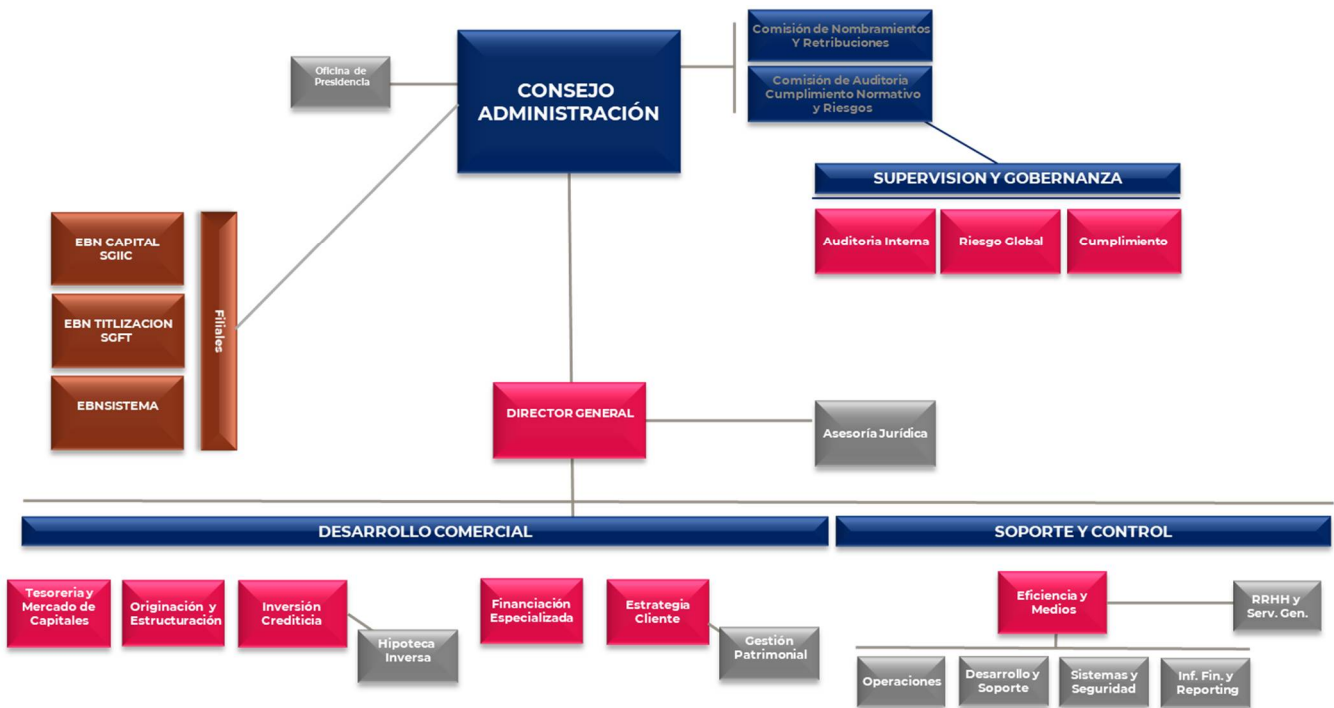 Oficina de
Presidencia
CONSEJO
ADMINISTRACIÓN
Comisión de Nombramientos
Y Retribuciones
Comisión de Auditoria
Cumplimiento Normativo
y Riesgos
SUPERVISION Y GOBERNANZA
Auditoria Interna
Riesgo Global
Cumplimiento
EBN CAPITAL
SGIIC
EBN TITLIZACION
SGFT
EBNSISTEMA
Filiales
DIRECTOR GENERAL
Asesoría Jurídica
DESARROLLO COMERCIAL
SOPORTE Y CONTROL
Tesoreria y
Mercado de
Capitales
Originación y
Estructuración
Inversión
Crediticia
Hipoteca
Inversa
Financiación
Especializada
Estrategia
Cliente
Gestión
Patrimonial
Eficiencia y
Medios
RRHH y
Serv. Gen.
Operaciones
Desarrollo y
Soporte
Sistemas y
Seguridad
Inf. Fin. y
Reporting